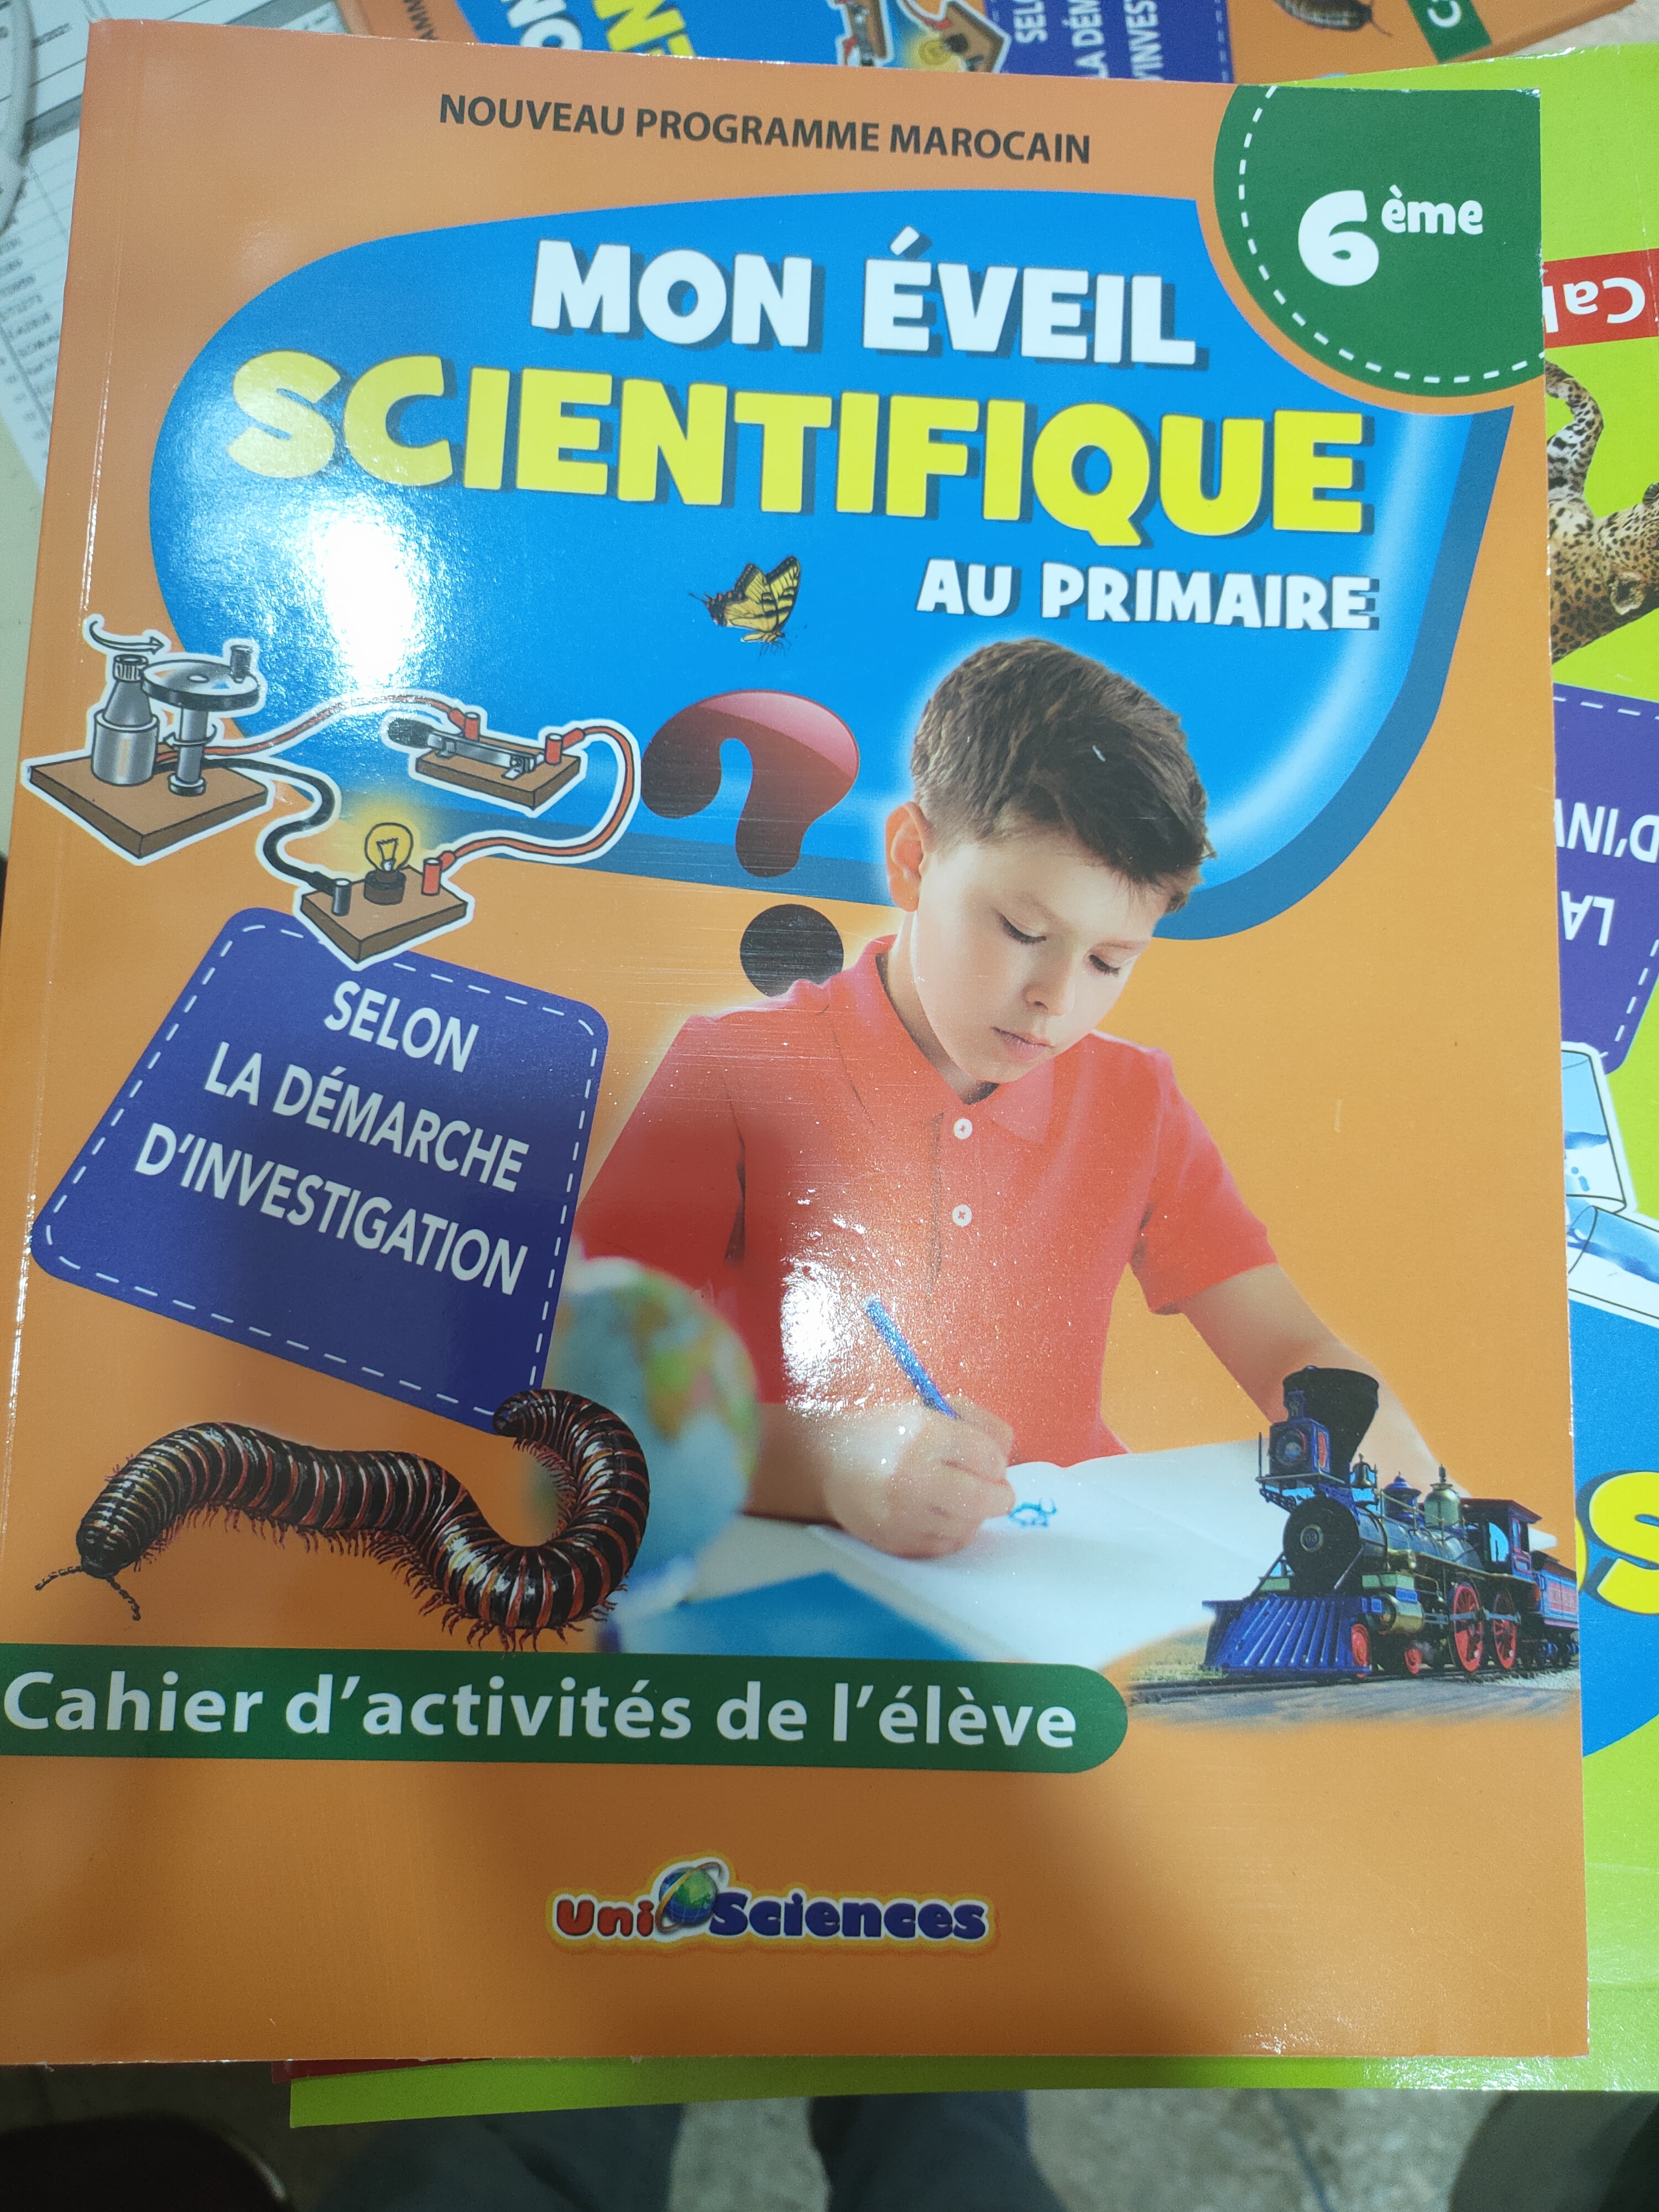 NOUVEAU PROGRAMME MAROCAIN
6ème
MON ÉVEIL
SCIENTIFIQUE
AU PRIMAIRE
SELON
LA DÉMARCHE
D'INVESTIGATION
Cahier d'activités de l'élève
UniSciences